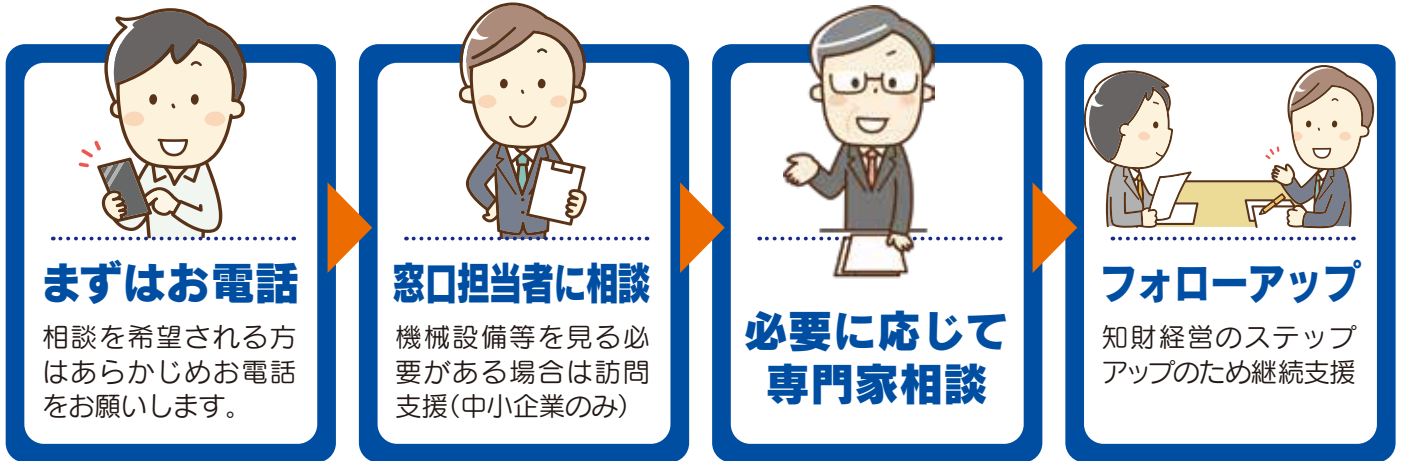 まずはお電話
相談を希望される方
はあらかじめお電話
をお願いします。
窓口担当者に相談
機械設備等を見る必
要がある場合は訪問
支援（中小企業のみ）
必要に応じて
専門家相談
フォローアップ
知財経営のステップ
アップのため継続支援